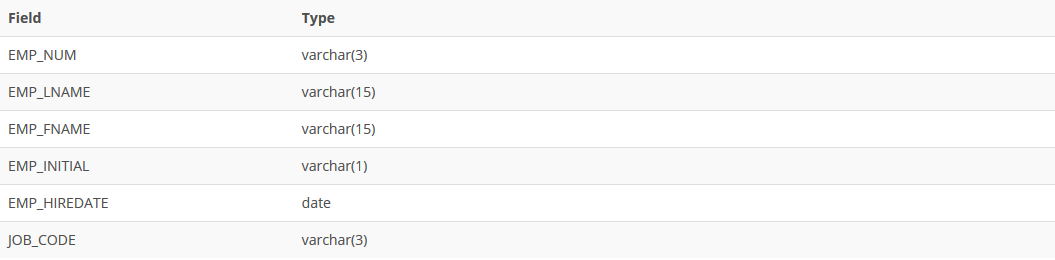 Field Type
EMP_NUM varchar(3)
EMP_LNAME varchar(15)
EMP_FNAME varchar(15)
EMP_INITIAL varchar(1)
EMP_HIREDATE date
JOB_CODE varchar(3)